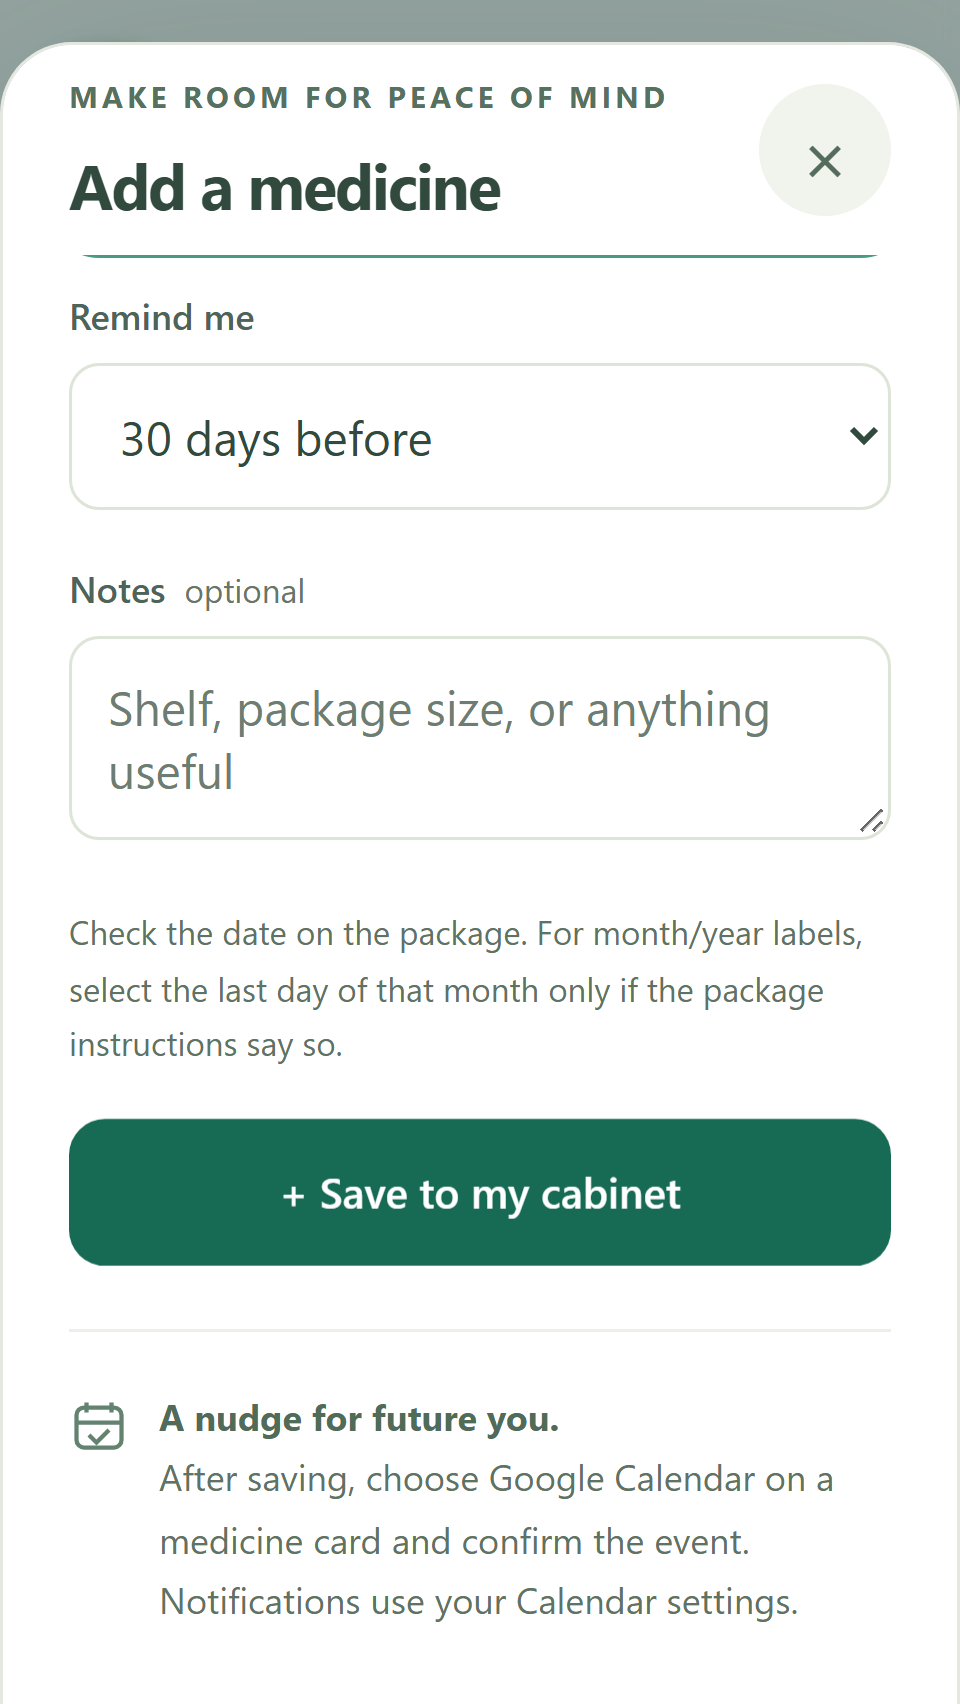 MAKE ROOM FOR PEACE OF MIND
Add a medicine
Remind me
30 days before
Notes optional
Shelf, package size, or anything
useful
Check the date on the package. For month/year labels,
select the last day of that month only if the package
instructions say so.
+ Save to my cabinet
A nudge for future you.
After saving, choose Google Calendar on a
medicine card and confirm the event.
Notifications use your Calendar settings.